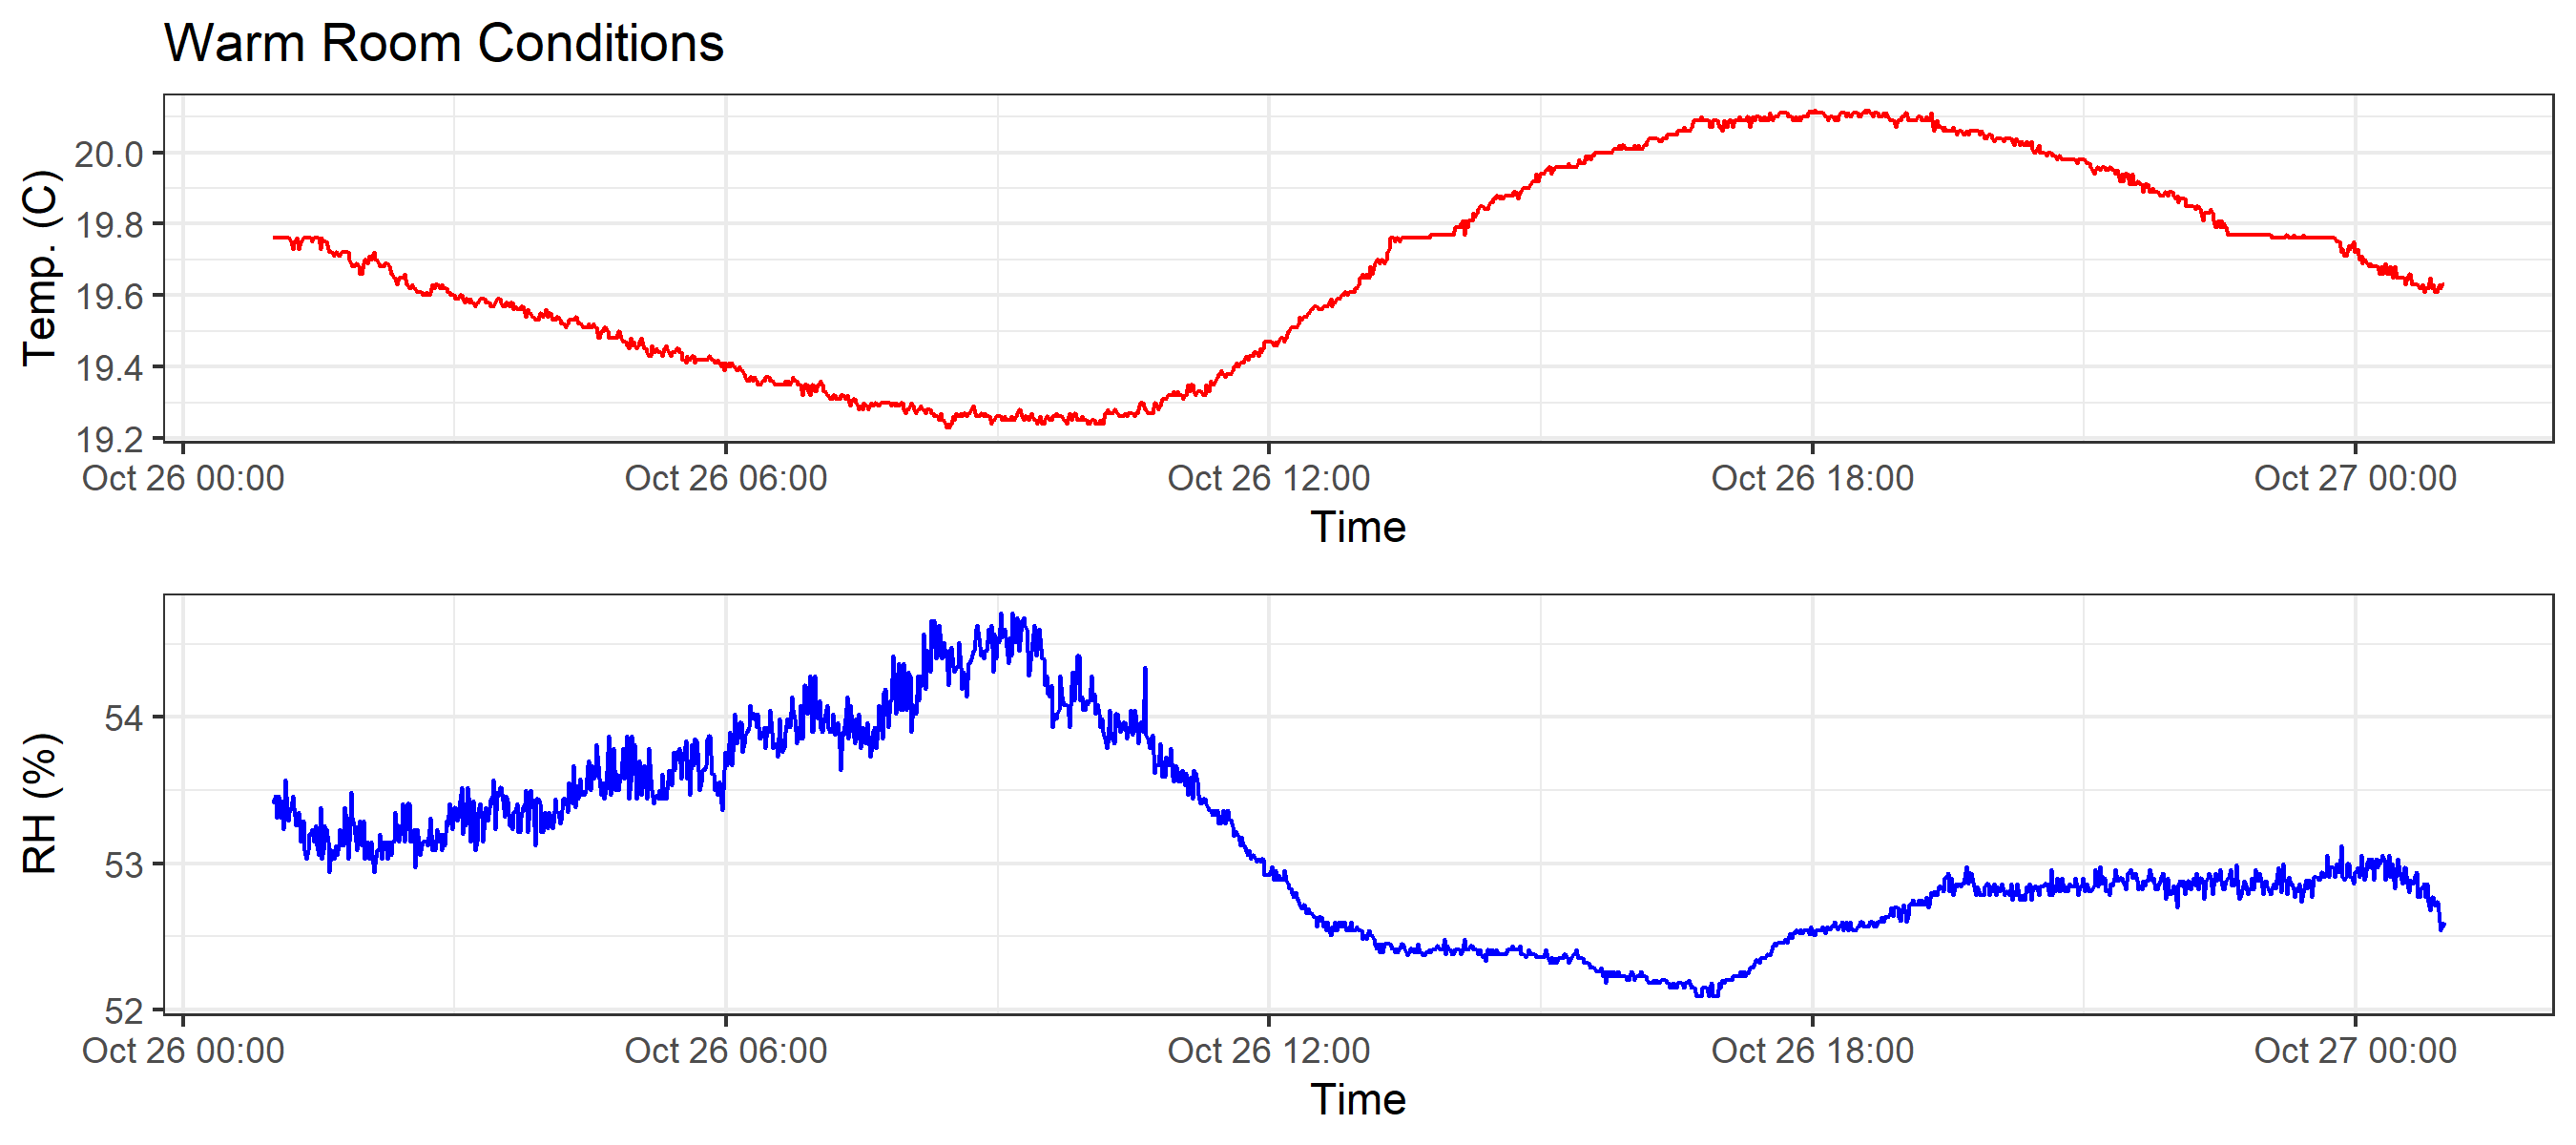 Warm Room Conditions
Temp. (C)
20.0
19.8
19.6
19.4
19.2
Oct 26 00:00 Oct 26 06:00 Oct 26 12:00 Oct 26 18:00 Oct 27 00:00
Time
RH (%)
54
53
52
Oct 26 00:00 Oct 26 06:00 Oct 26 12:00 Oct 26 18:00 Oct 27 00:00
Time